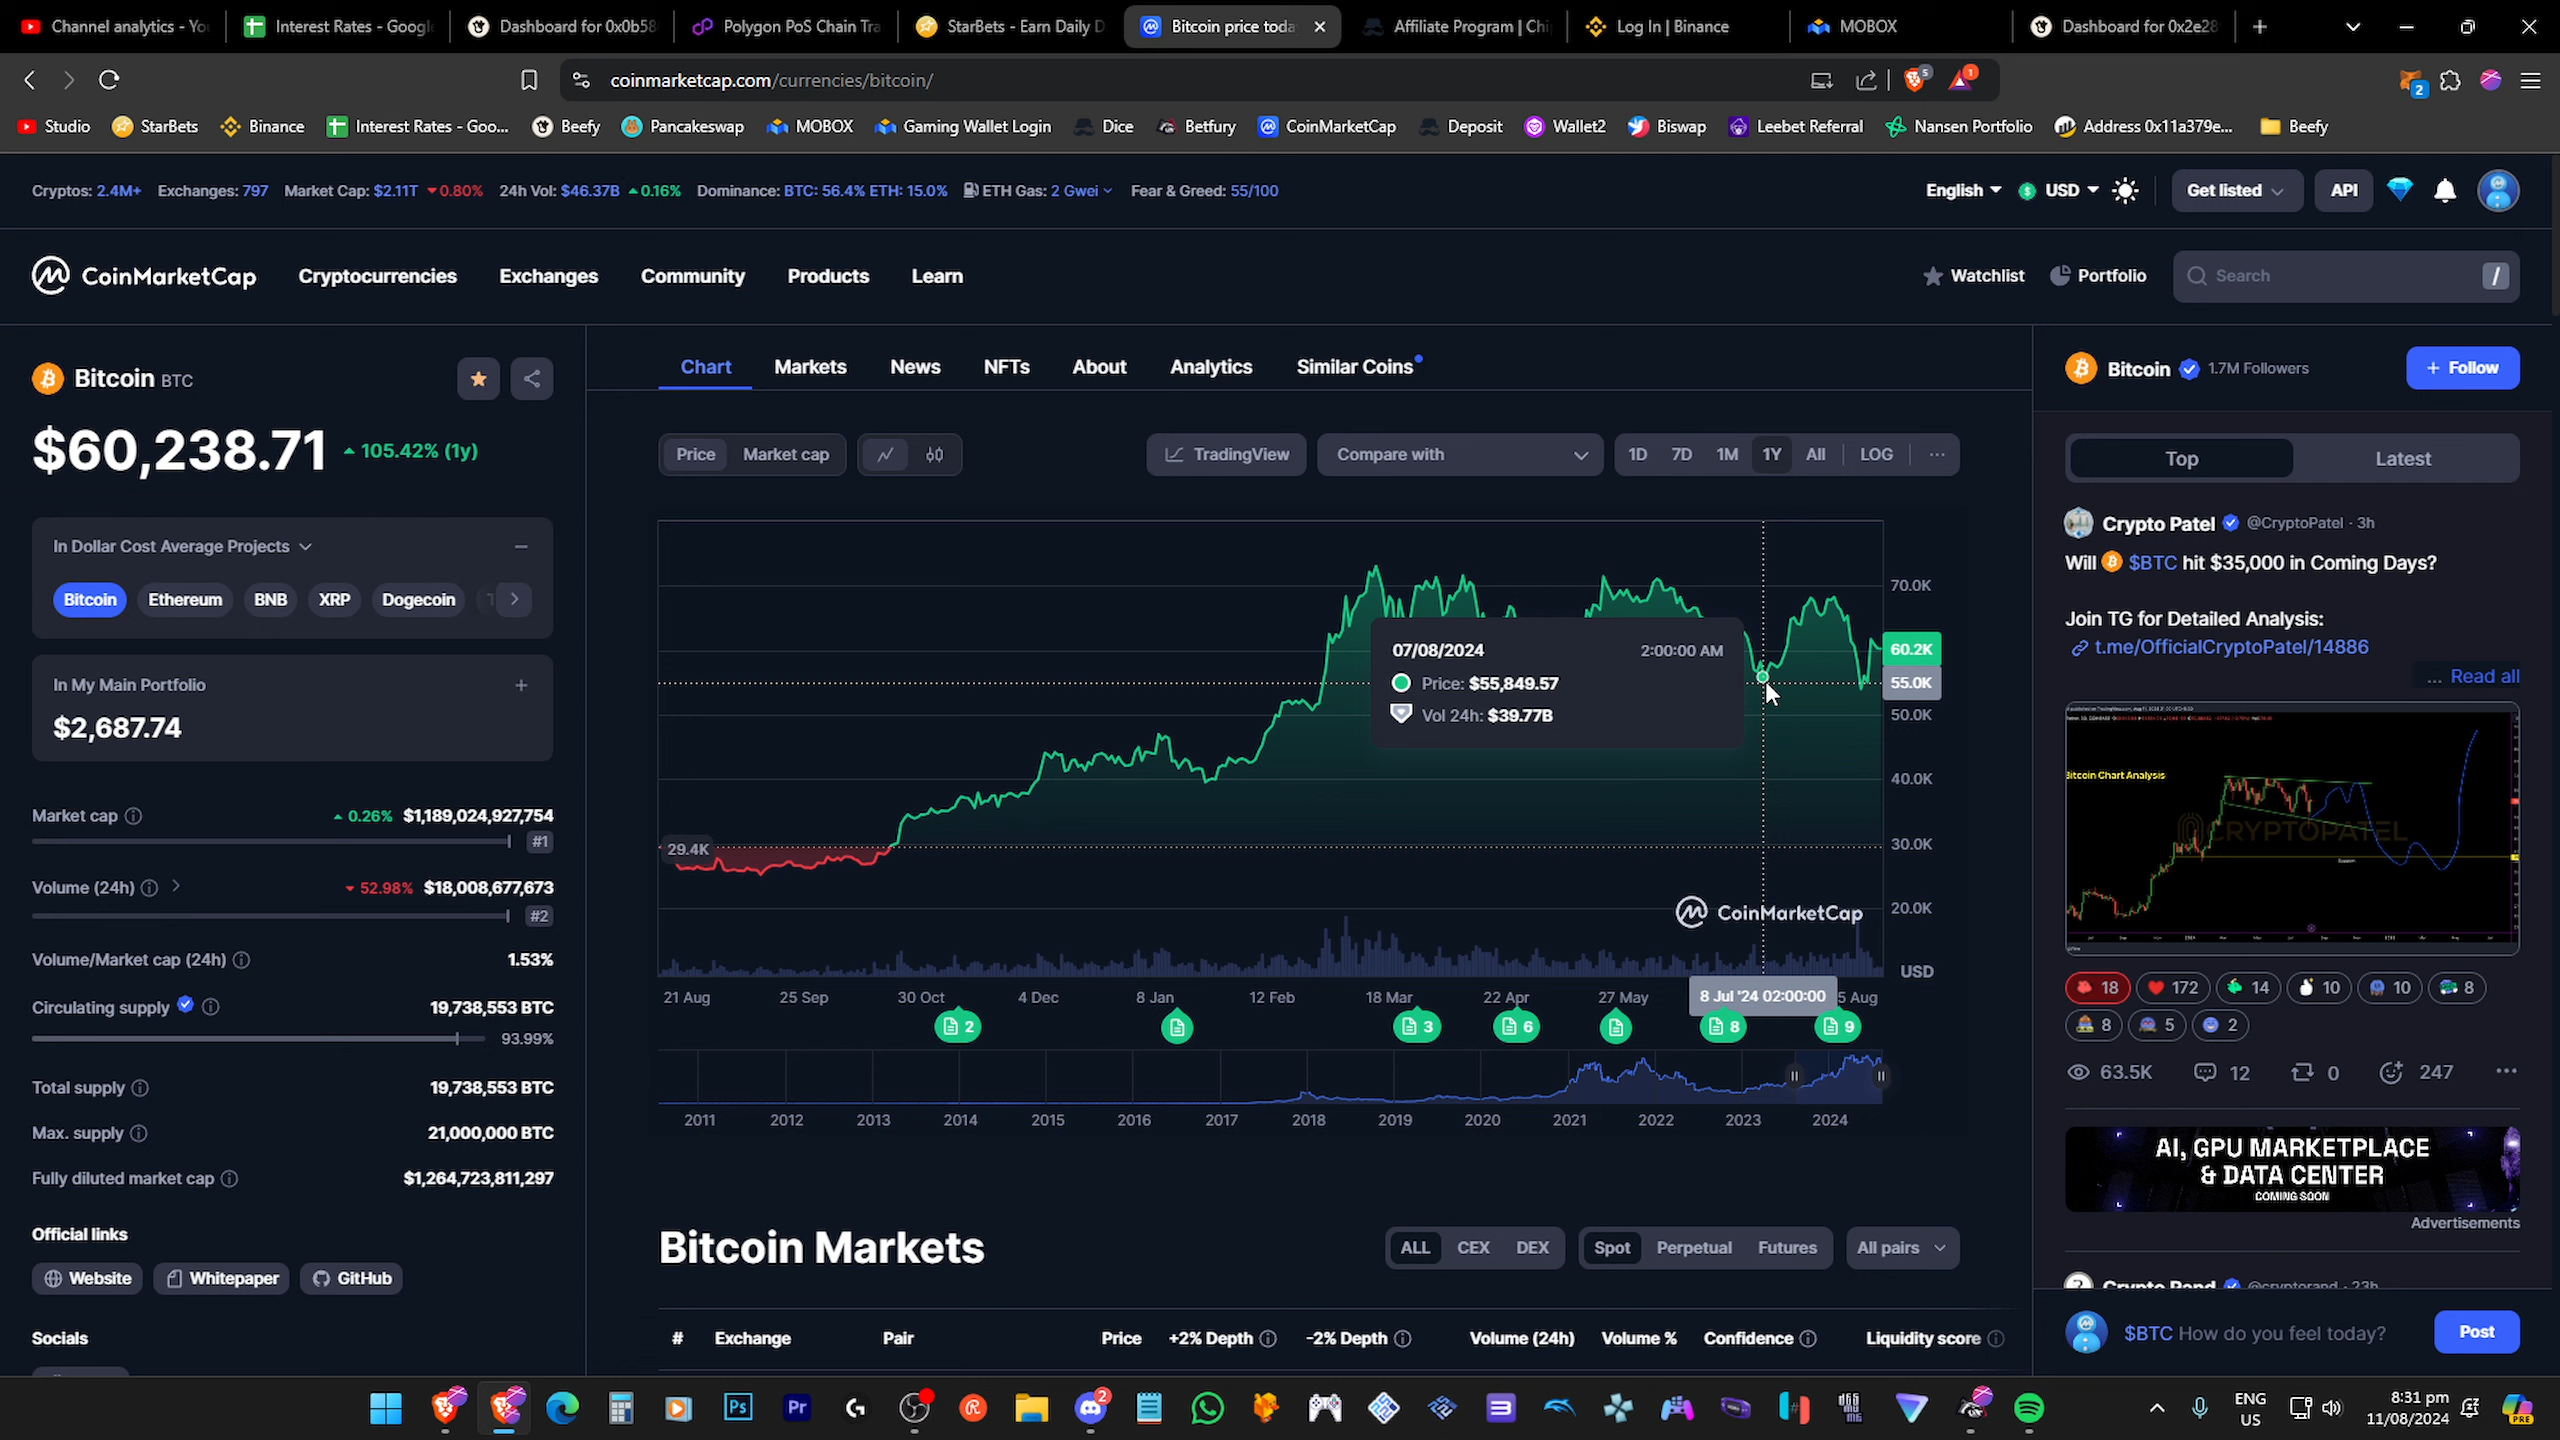 Channel analytics - Yo
Interest Rates - Google
Dashboard for 0x0b58
Polygon PoS Chain Tra
StarBets - Earn Daily D
Bitcoin price toda
Affiliate Program | Chi
Log In | Binance
MOBOX
Dashboard for 0x2e28
coinmarketcap.com/currencies/bitcoin/
5
1
2
Studio
StarBets
Binance
Interest Rates - Goo...
Beefy
Pancakeswap
MOBOX
Gaming Wallet Login
Dice
Betfury
CoinMarketCap
Deposit
Wallet2
Biswap
Leebet Referral
Nansen Portfolio
Address 0x11a379e...
Beefy
Cryptos: 2.4M+ Exchanges: 797 Market Cap: $2.11T 0.80% 24h Vol: $46.37B 0.16% Dominance: BTC: 56.4% ETH: 15.0% ETH Gas: 2 Gwei Fear & Greed: 55/100
English USD Get listed API
CoinMarketCap Cryptocurrencies Exchanges Community Products Learn
Watchlist Portfolio Search /
Bitcoin BTC
$60,238.71 105.42% (1y)
In Dollar Cost Average Projects
Bitcoin Ethereum BNB XRP Dogecoin
In My Main Portfolio
$2,687.74
Market cap 0.26% $1,189,024,927,754
#1
Volume (24h) 52.98% $18,008,677,673
#2
Volume/Market cap (24h) 1.53%
Circulating supply 19,738,553 BTC
93.99%
Total supply 19,738,553 BTC
Max. supply 21,000,000 BTC
Fully diluted market cap $1,264,723,811,297
Official links
Website Whitepaper GitHub
Socials
Chart Markets News NFTs About Analytics Similar Coins
Price Market cap TradingView Compare with 1D 7D 1M 1Y All LOG ...
70.0K
60.2K
55.0K
50.0K
40.0K
30.0K
20.0K
USD
29.4K
07/08/2024 2:00:00 AM
Price: $55,849.57
Vol 24h: $39.77B
CoinMarketCap
21 Aug 25 Sep 30 Oct 4 Dec 8 Jan 12 Feb 18 Mar 22 Apr 27 May 8 Jul '24 02:00:00 5 Aug
2 3 6 8 9
2011 2012 2013 2014 2015 2016 2017 2018 2019 2020 2021 2022 2023 2024
Bitcoin Markets
ALL CEX DEX Spot Perpetual Futures All pairs
# Exchange Pair Price +2% Depth -2% Depth Volume (24h) Volume % Confidence Liquidity score
Bitcoin 1.7M Followers + Follow
Top Latest
Crypto Patel @CryptoPatel · 3h
Will $BTC hit $35,000 in Coming Days?
Join TG for Detailed Analysis:
t.me/OfficialCryptoPatel/14886
... Read all
Bitcoin Chart Analysis
CRYPTOPATEL
18 172 14 10 10 8
8 5 2
63.5K 12 0 247 ...
AI, GPU MARKETPLACE
& DATA CENTER
COMING SOON
Advertisements
Crypto Rand @cryptorand · 23h
$BTC How do you feel today? Post
Ps
Pr
2
ENG
US
8:31 pm
11/08/2024
PRE